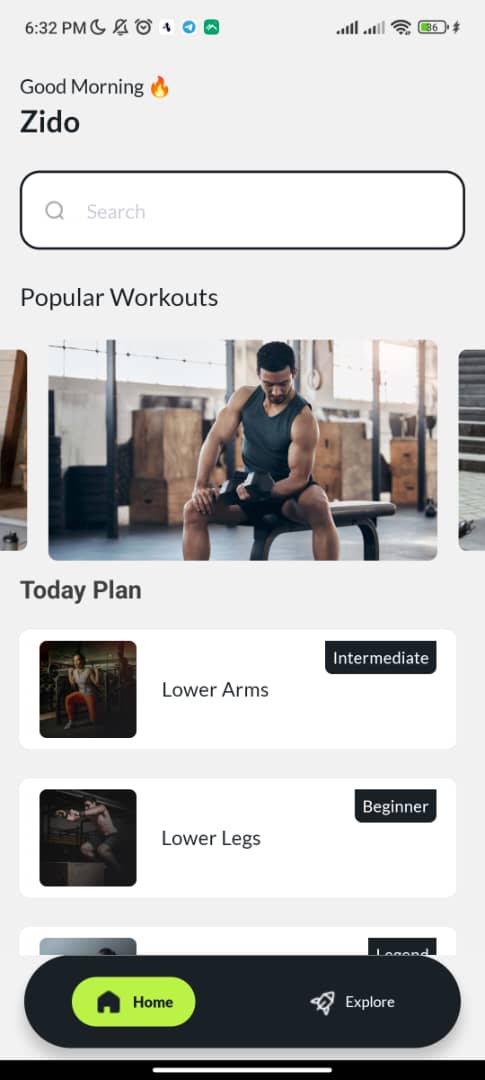 6:32 PM
86
Good Morning 🔥
Zido
Search
Popular Workouts
Today Plan
Intermediate
Lower Arms
Beginner
Lower Legs
Legend
Home
Explore